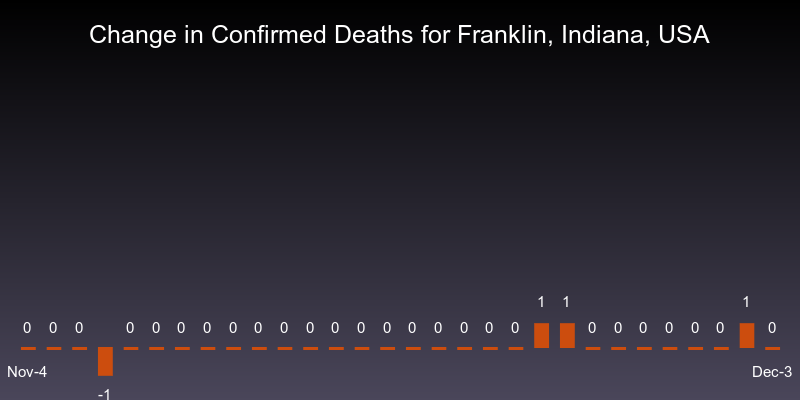 Change in Confirmed Deaths for Franklin, Indiana, USA
1 1 1
0 0 0 0 0 0 0 0 0 0 0 0 0 0 0 0 0 0 0 0 0 0 0 0 0 0
Nov-4 Dec-3
-1